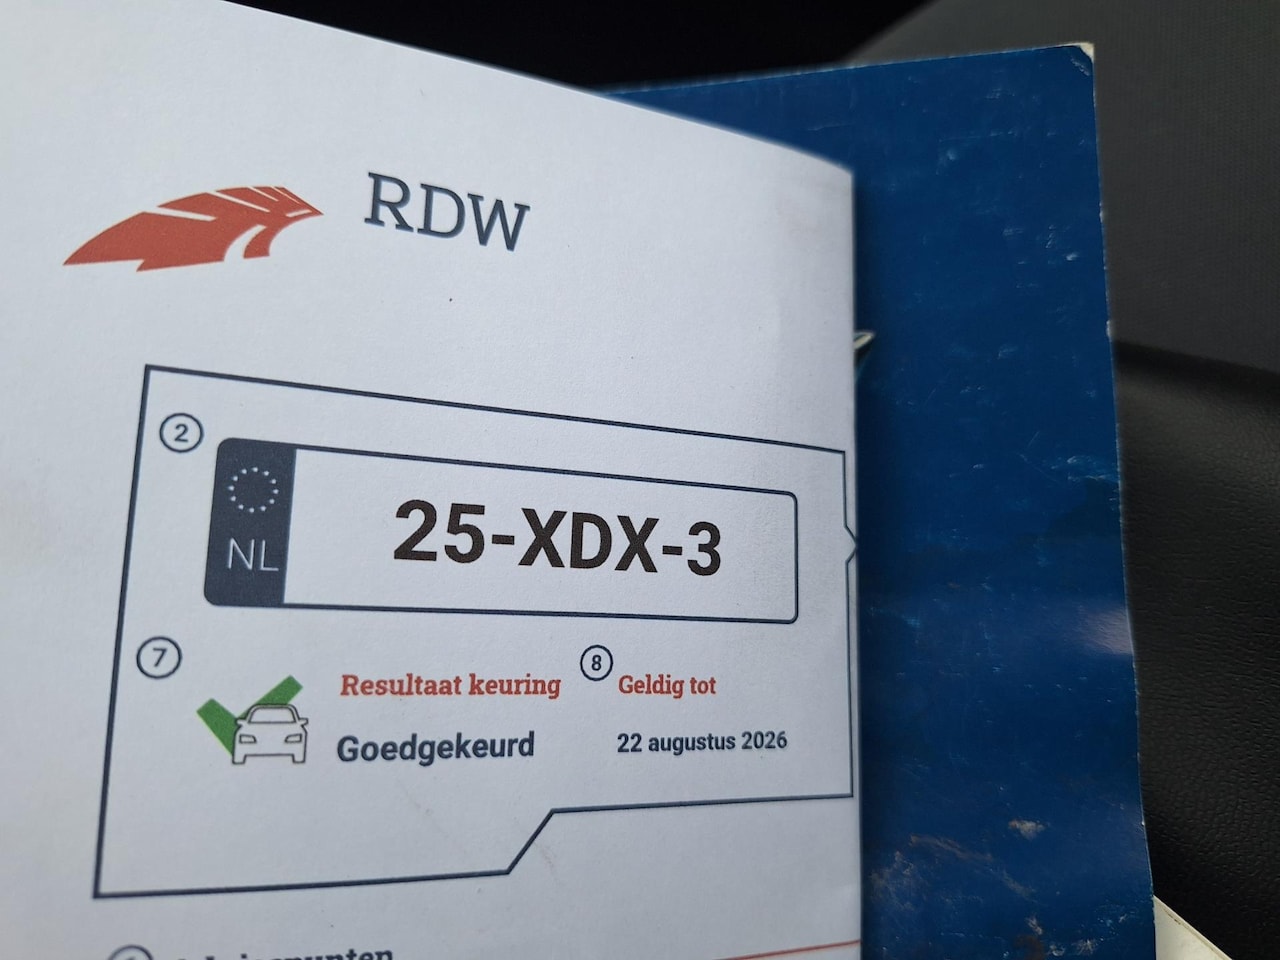 RDW
2
NL
25-XDX-3
7
Resultaat keuring
8
Geldig tot
Goedgekeurd
22 augustus 2026